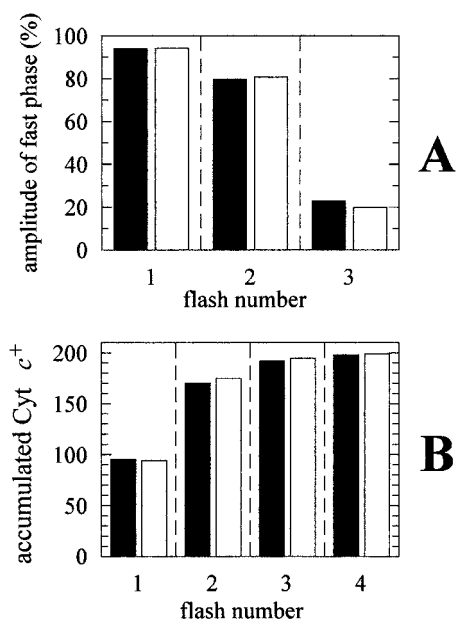 amplitude of fast phase (%)
100
80
60
40
20
0
1 2 3
flash number
A
accumulated Cyt c+
200
150
100
50
0
1 2 3 4
flash number
B